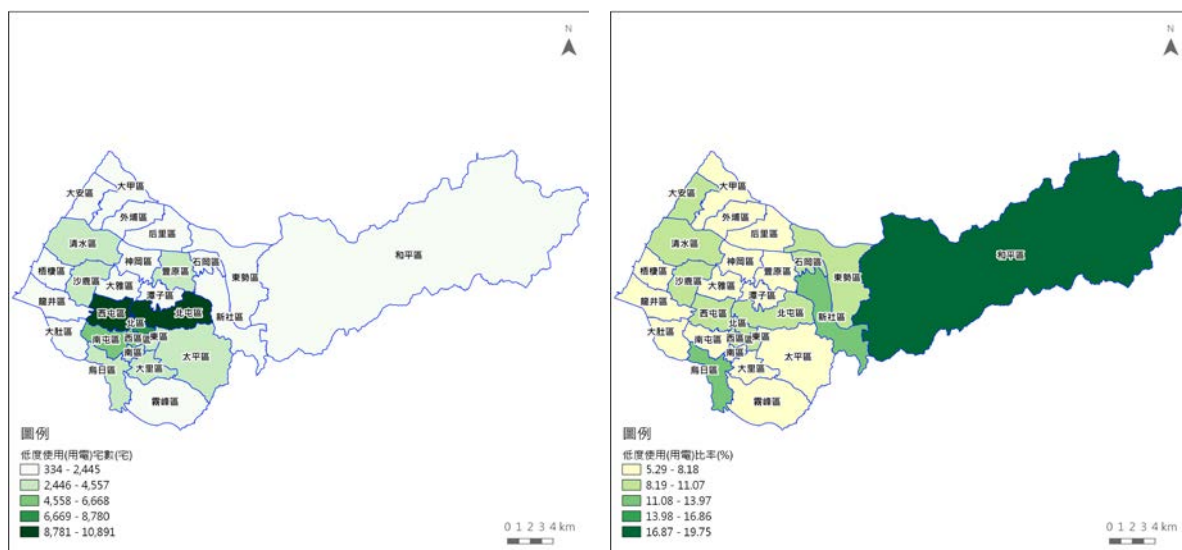 N
大安區
大甲區
外埔區
后里區
清水區
神岡區
豐原區
石岡區
東勢區
和平區
梧棲區
沙鹿區
大雅區
潭子區
龍井區
西屯區
北屯區
新社區
北區
大肚區
南屯區
西區
東區
南區
太平區
烏日區
大里區
霧峰區
圖例
低度使用(用電)宅數(宅)
334 - 2,445
2,446 - 4,557
4,558 - 6,668
6,669 - 8,780
8,781 - 10,891
0 1 2 3 4 km
N
大安區
大甲區
外埔區
后里區
清水區
神岡區
豐原區
石岡區
東勢區
和平區
梧棲區
沙鹿區
大雅區
潭子區
龍井區
西屯區
北屯區
新社區
北區
大肚區
南屯區
西區
東區
南區
太平區
烏日區
大里區
霧峰區
圖例
低度使用(用電)比率(%)
5.29 - 8.18
8.19 - 11.07
11.08 - 13.97
13.98 - 16.86
16.87 - 19.75
0 1 2 3 4 km